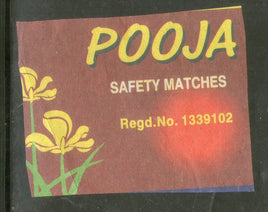 POOJA
SAFETY MATCHES
Regd.No. 1339102